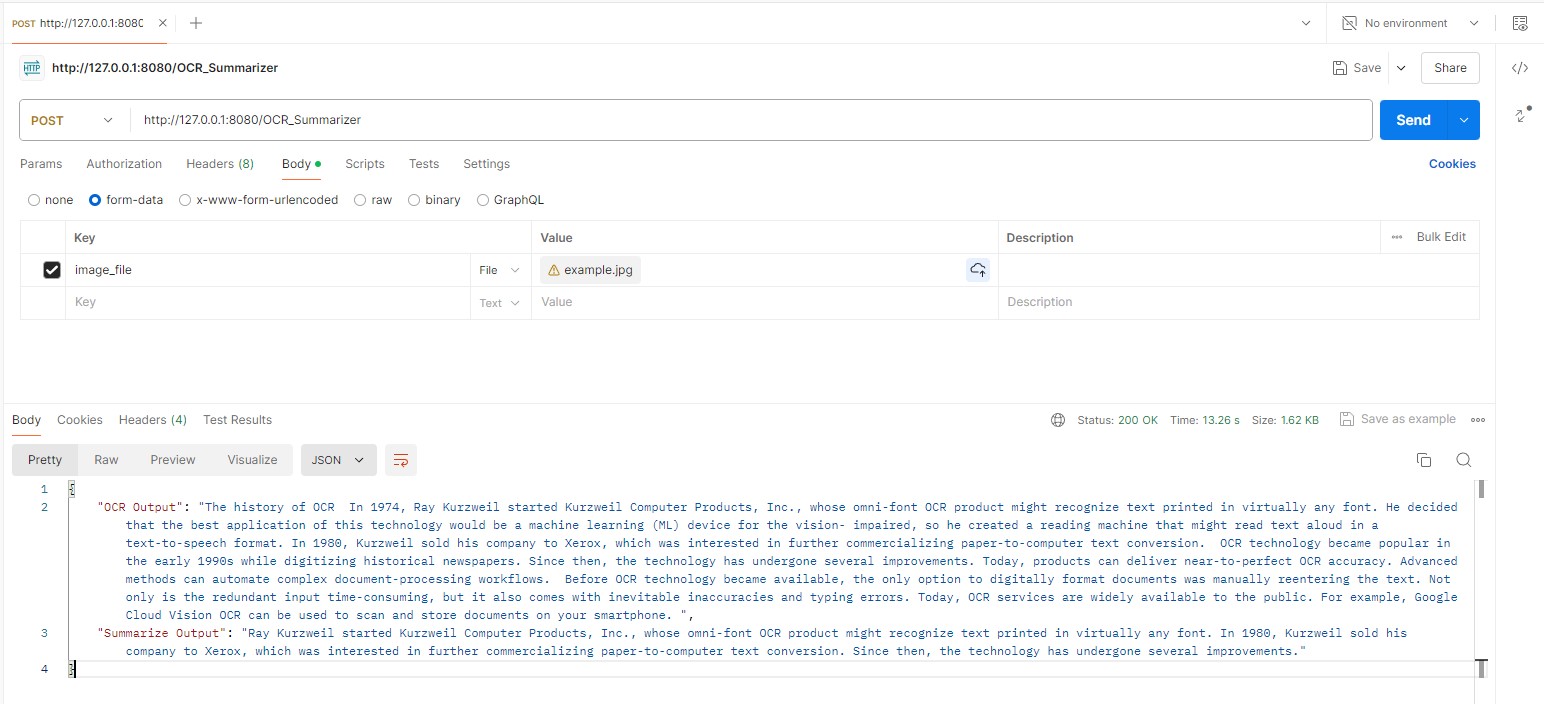 POST http://127.0.0.1:808(
No environment
HTTP http://127.0.0.1:8080/OCR_Summarizer
Save
Share
POST
http://127.0.0.1:8080/OCR_Summarizer
Send
Params Authorization Headers (8) Body Scripts Tests Settings
Cookies
none form-data x-www-form-urlencoded raw binary GraphQL
Key Value Description Bulk Edit
image_file File example.jpg
Key Text Value Description
Body Cookies Headers (4) Test Results
Status: 200 OK Time: 13.26 s Size: 1.62 KB Save as example
Pretty Raw Preview Visualize JSON
1 {
2 "OCR Output": "The history of OCR  In 1974, Ray Kurzweil started Kurzweil Computer Products, Inc., whose omni-font OCR product might recognize text printed in virtually any font. He decided
that the best application of this technology would be a machine learning (ML) device for the vision- impaired, so he created a reading machine that might read text aloud in a
text-to-speech format. In 1980, Kurzweil sold his company to Xerox, which was interested in further commercializing paper-to-computer text conversion.  OCR technology became popular in
the early 1990s while digitizing historical newspapers. Since then, the technology has undergone several improvements. Today, products can deliver near-to-perfect OCR accuracy. Advanced
methods can automate complex document-processing workflows.  Before OCR technology became available, the only option to digitally format documents was manually reentering the text. Not
only is the redundant input time-consuming, but it also comes with inevitable inaccuracies and typing errors. Today, OCR services are widely available to the public. For example, Google
Cloud Vision OCR can be used to scan and store documents on your smartphone. ",
3 "Summarize Output": "Ray Kurzweil started Kurzweil Computer Products, Inc., whose omni-font OCR product might recognize text printed in virtually any font. In 1980, Kurzweil sold his
company to Xerox, which was interested in further commercializing paper-to-computer text conversion. Since then, the technology has undergone several improvements."
4 }